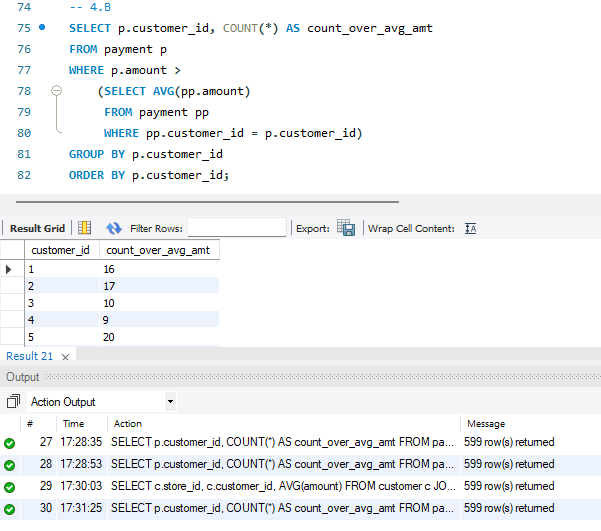 74 -- 4.B
75 SELECT p.customer_id, COUNT(*) AS count_over_avg_amt
76 FROM payment p
77 WHERE p.amount >
78 (SELECT AVG(pp.amount)
79 FROM payment pp
80 WHERE pp.customer_id = p.customer_id)
81 GROUP BY p.customer_id
82 ORDER BY p.customer_id;
Result Grid Filter Rows: Export: Wrap Cell Content: IA
customer_id count_over_avg_amt
1 16
2 17
3 10
4 9
5 20
Result 21 ×
Output
Action Output
# Time Action Message
27 17:28:35 SELECT p.customer_id, COUNT(*) AS count_over_avg_amt FROM pa... 599 row(s) returned
28 17:28:53 SELECT p.customer_id, COUNT(*) AS count_over_avg_amt FROM pa... 599 row(s) returned
29 17:30:03 SELECT c.store_id, c.customer_id, AVG(amount) FROM customer c JO... 599 row(s) returned
30 17:31:25 SELECT p.customer_id, COUNT(*) AS count_over_avg_amt FROM pa... 599 row(s) returned